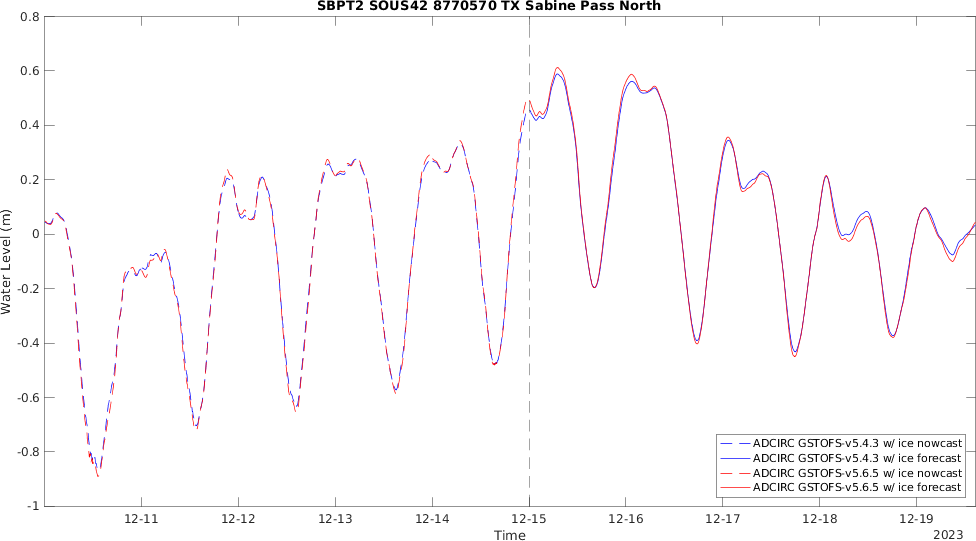 SBPT2 SOUS42 8770570 TX Sabine Pass North
0.8
0.6
0.4
0.2
0
-0.2
-0.4
-0.6
-0.8
-1
Water Level (m)
12-11
12-12
12-13
12-14
12-15
12-16
12-17
12-18
12-19
Time
2023
ADCIRC GSTOFS-v5.4.3 w/ ice nowcast
ADCIRC GSTOFS-v5.4.3 w/ ice forecast
ADCIRC GSTOFS-v5.6.5 w/ ice nowcast
ADCIRC GSTOFS-v5.6.5 w/ ice forecast